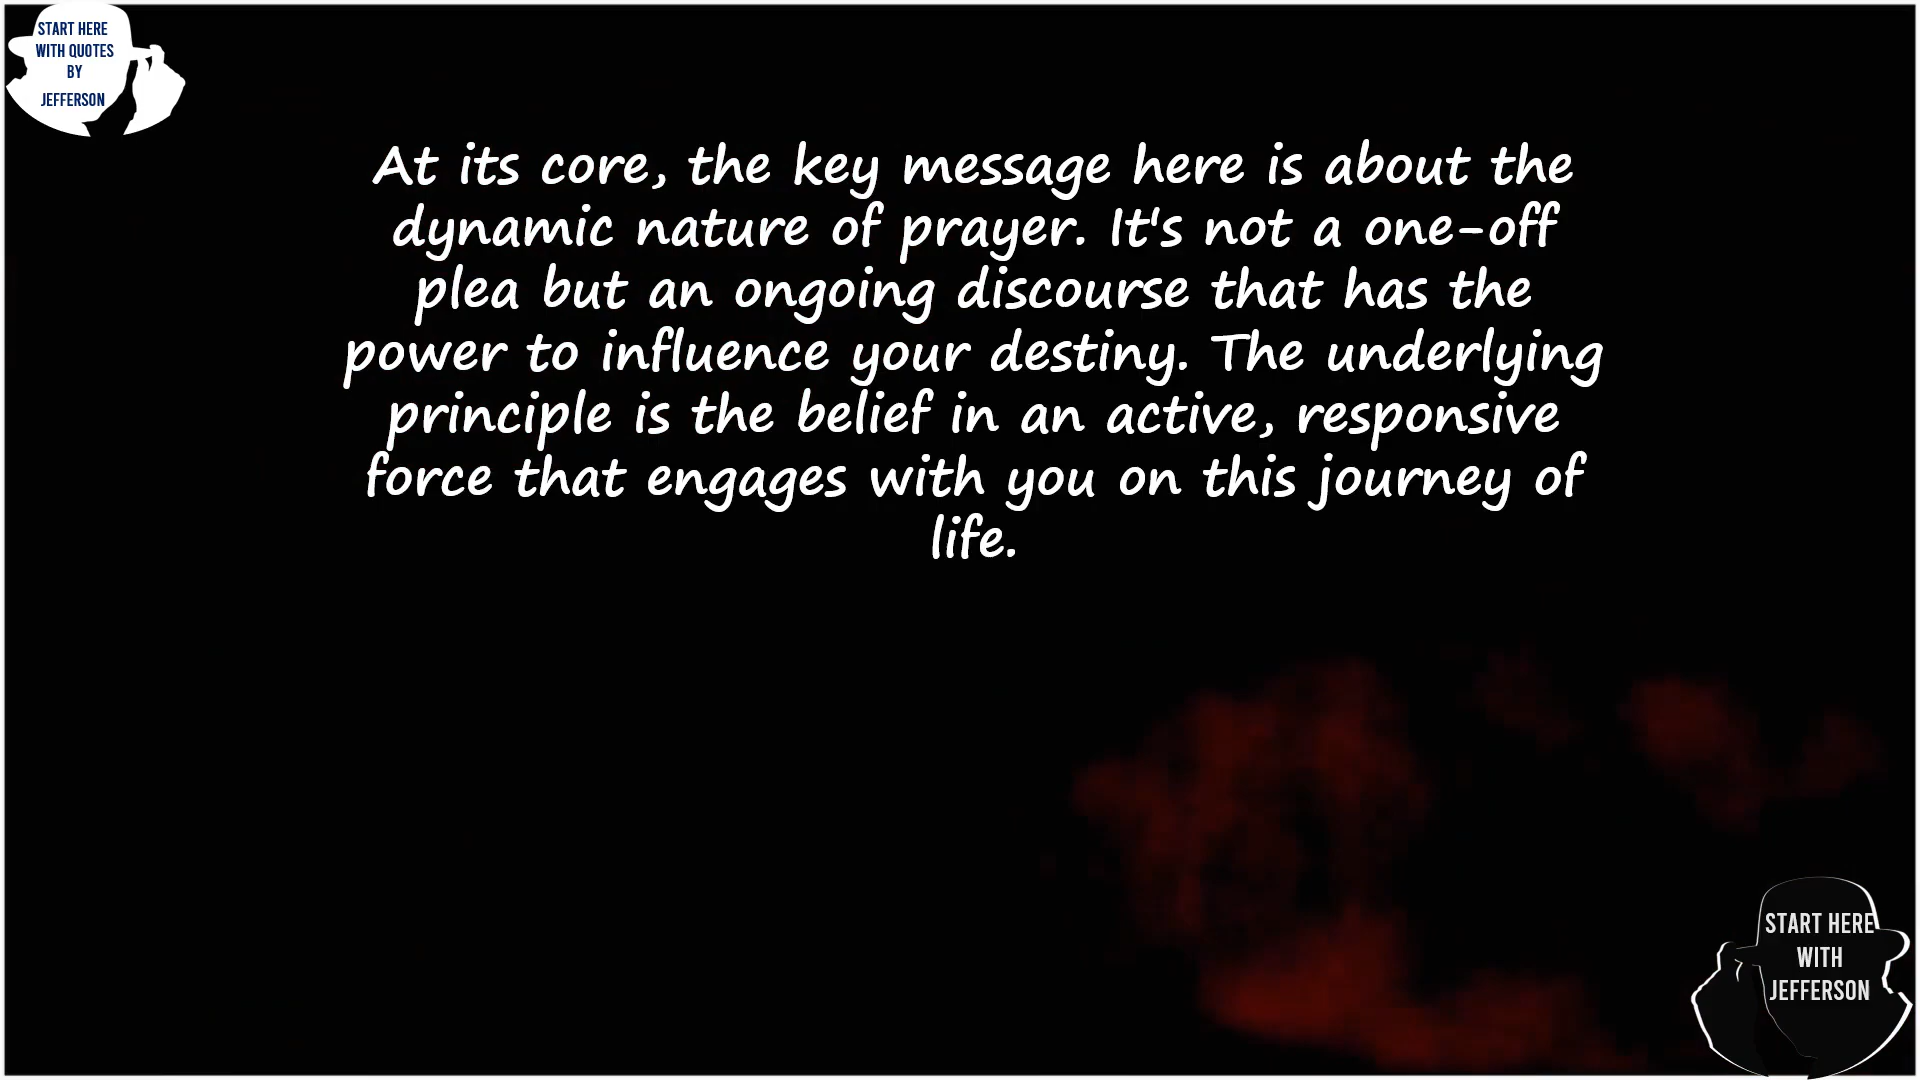 START HERE
WITH QUOTES
BY
JEFFERSON
At its core, the key message here is about the
dynamic nature of prayer. It's not a one-off
plea but an ongoing discourse that has the
power to influence your destiny. The underlying
principle is the belief in an active, responsive
force that engages with you on this journey of
life.
START HERE
WITH
JEFFERSON